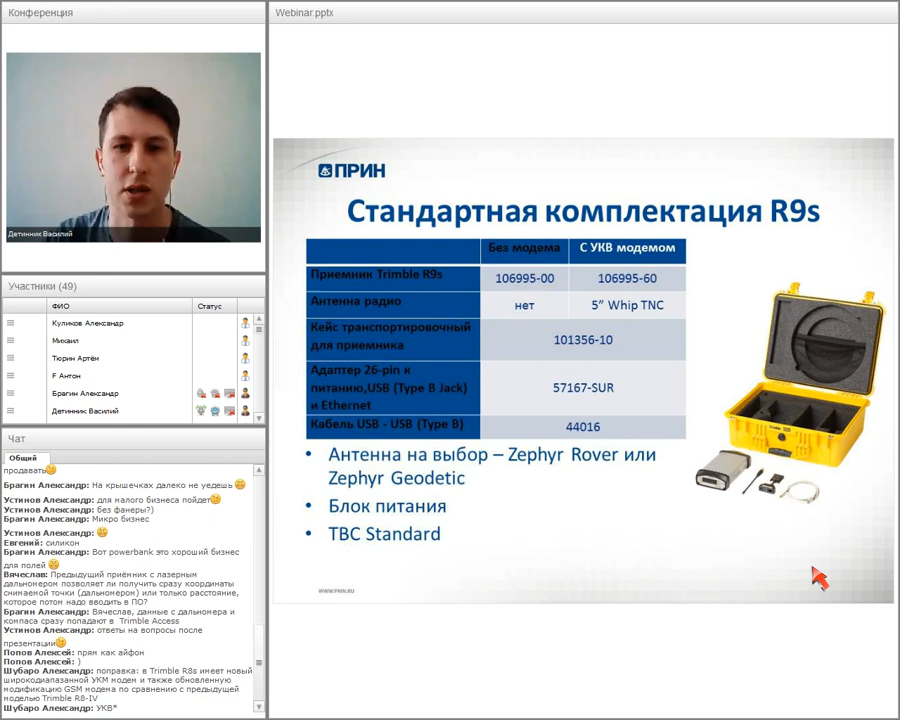 Конференция
Детинник Василий
Участники (49)
ФИО Статус
Куликов Александр
Михаил
Тюрин Артём
F Антон
Брагин Александр
Детинник Василий
Чат
Общий
продавать
Брагин Александр: На крышечках далеко не уедешь
Устинов Александр: для малого бизнеса пойдет
Устинов Александр: без фанеры?)
Брагин Александр: Микро бизнес
Устинов Александр:
Евгений: силикон
Брагин Александр: Вот powerbank это хороший бизнес
для полей
Вячеслав: Предыдущий приёмник с лазерным
дальномером позволяет ли получить сразу координаты
снимаемой точки (дальномером) или только расстояние,
которое потом надо вводить в ПО?
Брагин Александр: Вячеслав, данные с дальномера и
компаса сразу попадают в Trimble Access
Устинов Александр: ответы на вопросы после
презентации
Попов Алексей: прям как айфон
Попов Алексей: )
Шубаро Александр: поправка: в Trimble R8s имеет новый
широкодиапазанной УКМ модем и также обновленную
модификацию GSM модема по сравнению с предыдущей
моделью Trimble R8-IV
Шубаро Александр: УКВ*
Webinar.pptx
ПРИН
Стандартная комплектация R9s
Без модема С УКВ модемом
Приемник Trimble R9s 106995-00 106995-60
Антенна радио нет 5” Whip TNC
Кейс транспортировочный
для приемника 101356-10
Адаптер 26-pin к
питанию,USB (Type B Jack)
и Ethernet 57167-SUR
Кабель USB - USB (Type B) 44016
• Антенна на выбор – Zephyr Rover или
Zephyr Geodetic
• Блок питания
• TBC Standard
WWW.PRIN.RU